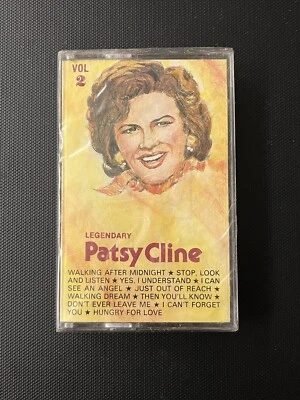 VOL
2
LEGENDARY
Patsy Cline
WALKING AFTER MIDNIGHT ★ STOP, LOOK
AND LISTEN ★ YES, I UNDERSTAND ★ I CAN
SEE AN ANGEL ★ JUST OUT OF REACH ★
WALKING DREAM ★ THEN YOU'LL KNOW ★
DON'T EVER LEAVE ME ★ I CAN'T FORGET
YOU ★ HUNGRY FOR LOVE